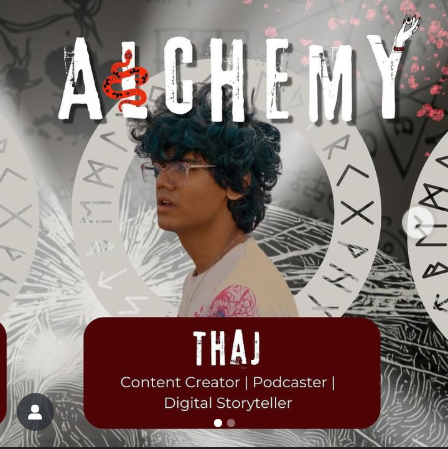 ALCHEMY
THAJ
Content Creator | Podcaster |
Digital Storyteller